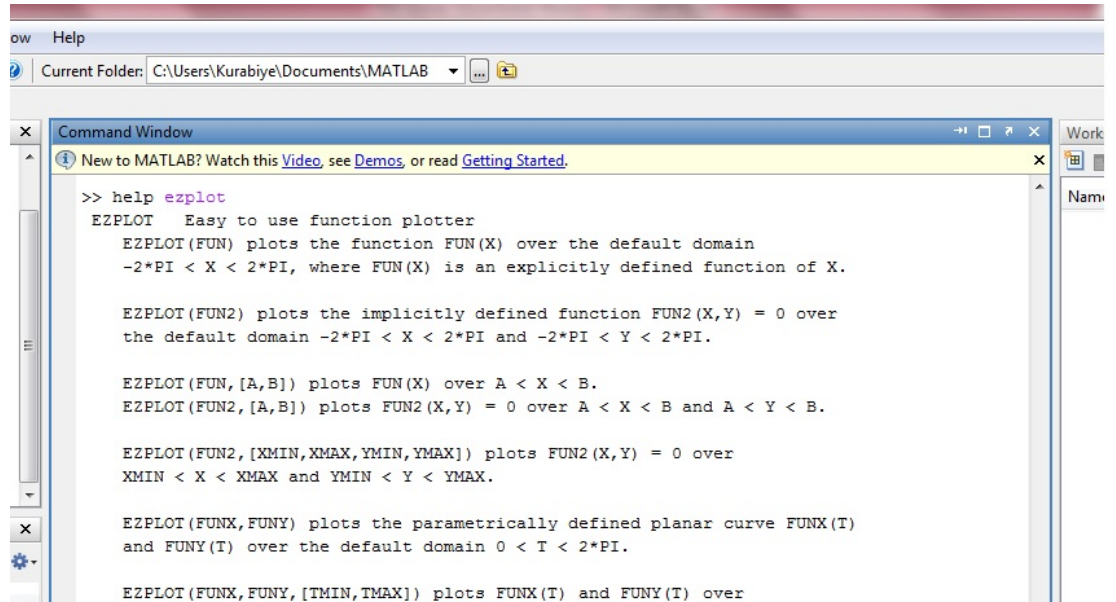 ow Help
Current Folder: C:\Users\Kurabiye\Documents\MATLAB ...
Command Window
Work
New to MATLAB? Watch this Video, see Demos, or read Getting Started.
Name
>> help ezplot
EZPLOT Easy to use function plotter
EZPLOT(FUN) plots the function FUN(X) over the default domain
-2*PI < X < 2*PI, where FUN(X) is an explicitly defined function of X.
EZPLOT(FUN2) plots the implicitly defined function FUN2(X,Y) = 0 over
the default domain -2*PI < X < 2*PI and -2*PI < Y < 2*PI.
EZPLOT(FUN,[A,B]) plots FUN(X) over A < X < B.
EZPLOT(FUN2,[A,B]) plots FUN2(X,Y) = 0 over A < X < B and A < Y < B.
EZPLOT(FUN2,[XMIN,XMAX,YMIN,YMAX]) plots FUN2(X,Y) = 0 over
XMIN < X < XMAX and YMIN < Y < YMAX.
EZPLOT(FUNX,FUNY) plots the parametrically defined planar curve FUNX(T)
and FUNY(T) over the default domain 0 < T < 2*PI.
EZPLOT(FUNX,FUNY,[TMIN,TMAX]) plots FUNX(T) and FUNY(T) over